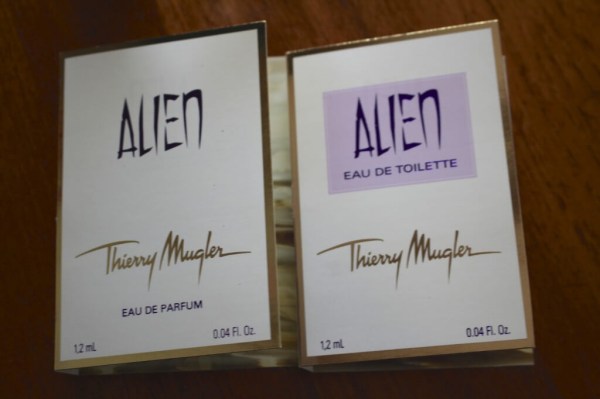 ALIEN
Thierry Mugler
EAU DE PARFUM
1,2 mL 0.04 Fl. Oz.
ALIEN
EAU DE TOILETTE
Thierry Mugler
1,2 mL 0.04 Fl. Oz.